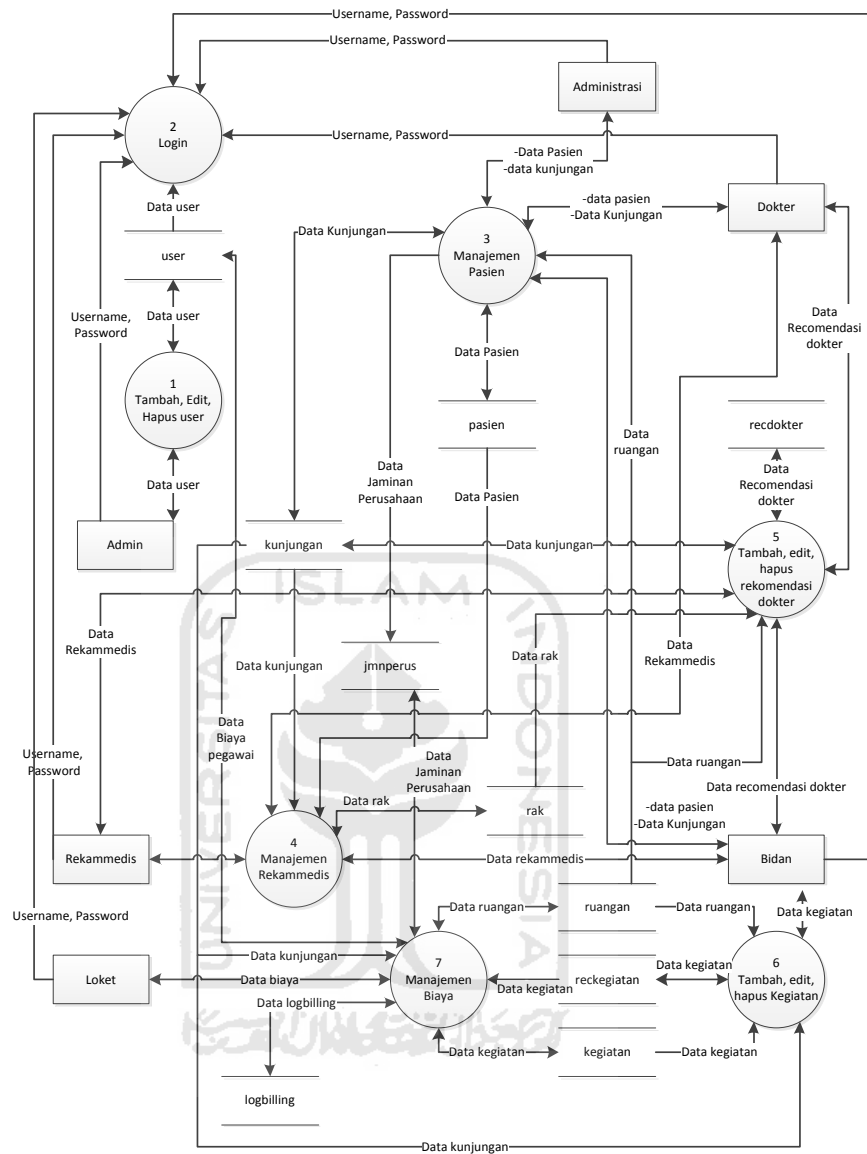 Username, Password
Username, Password
Administrasi
2
Login
Username, Password
-Data Pasien
-data kunjungan
-data pasien
-Data Kunjungan
Dokter
Data user
user
Data Kunjungan
3
Manajemen
Pasien
Data user
Username,
Password
Data
Recomendasi
dokter
Data Pasien
1
Tambah, Edit,
Hapus user
pasien
recdokter
Data
ruangan
Data
Jaminan
Perusahaan
Data Pasien
Data
Recomendasi
dokter
Data user
Admin
kunjungan
Data kunjungan
5
Tambah, edit,
hapus
rekomendasi
dokter
ISLAM
UNIVERSITAS
INDONESIA
Data
Rekammedis
Data kunjungan
jmnperus
Data rak
Data
Rekammedis
Data
Biaya
pegawai
Username,
Password
Data
Jaminan
Perusahaan
Data ruangan
Data recomendasi dokter
Data rak
rak
-data pasien
-Data Kunjungan
Rekammedis
4
Manajemen
Rekammedis
Data rekammedis
Bidan
Username, Password
Data ruangan
ruangan
Data ruangan
Data kegiatan
Data kunjungan
Loket
Data biaya
7
Manajemen
Biaya
Data kegiatan
reckegiatan
Data kegiatan
6
Tambah, edit,
hapus Kegiatan
Data logbilling
Data kegiatan
kegiatan
Data kegiatan
logbilling
Data kunjungan